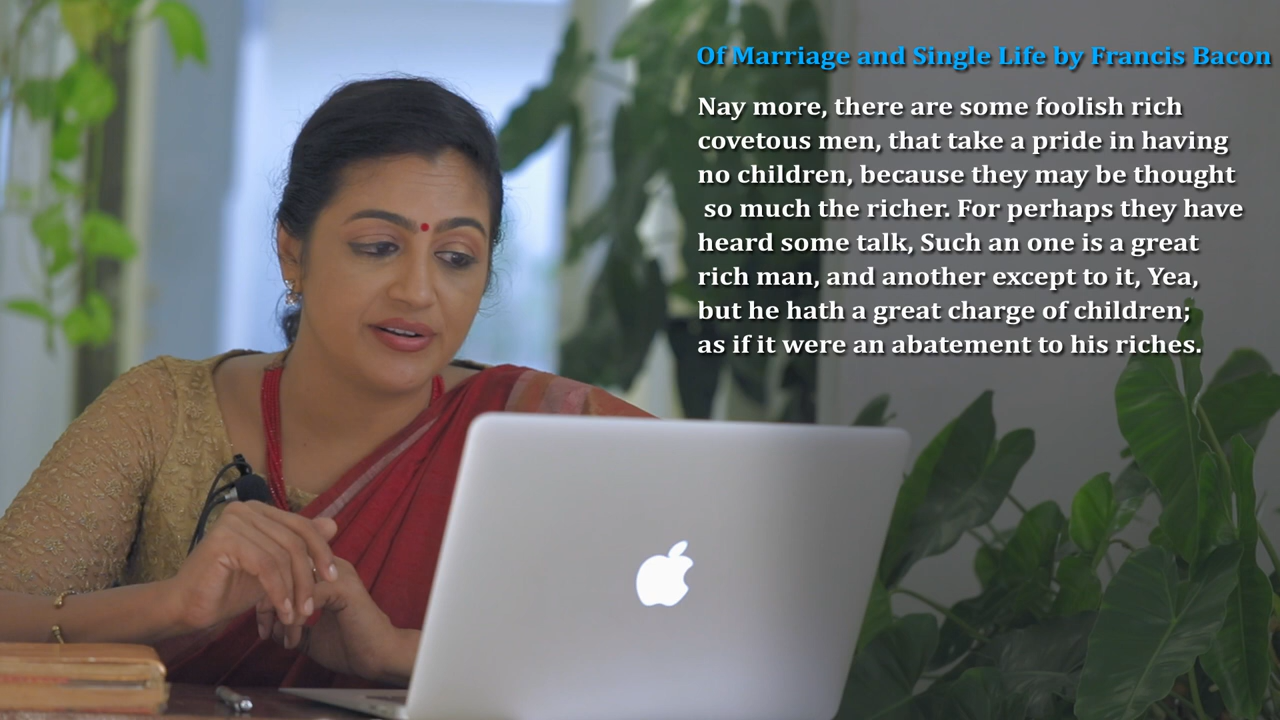 Of Marriage and Single Life by Francis Bacon
Nay more, there are some foolish rich
covetous men, that take a pride in having
no children, because they may be thought
so much the richer. For perhaps they have
heard some talk, Such an one is a great
rich man, and another except to it, Yea,
but he hath a great charge of children;
as if it were an abatement to his riches.